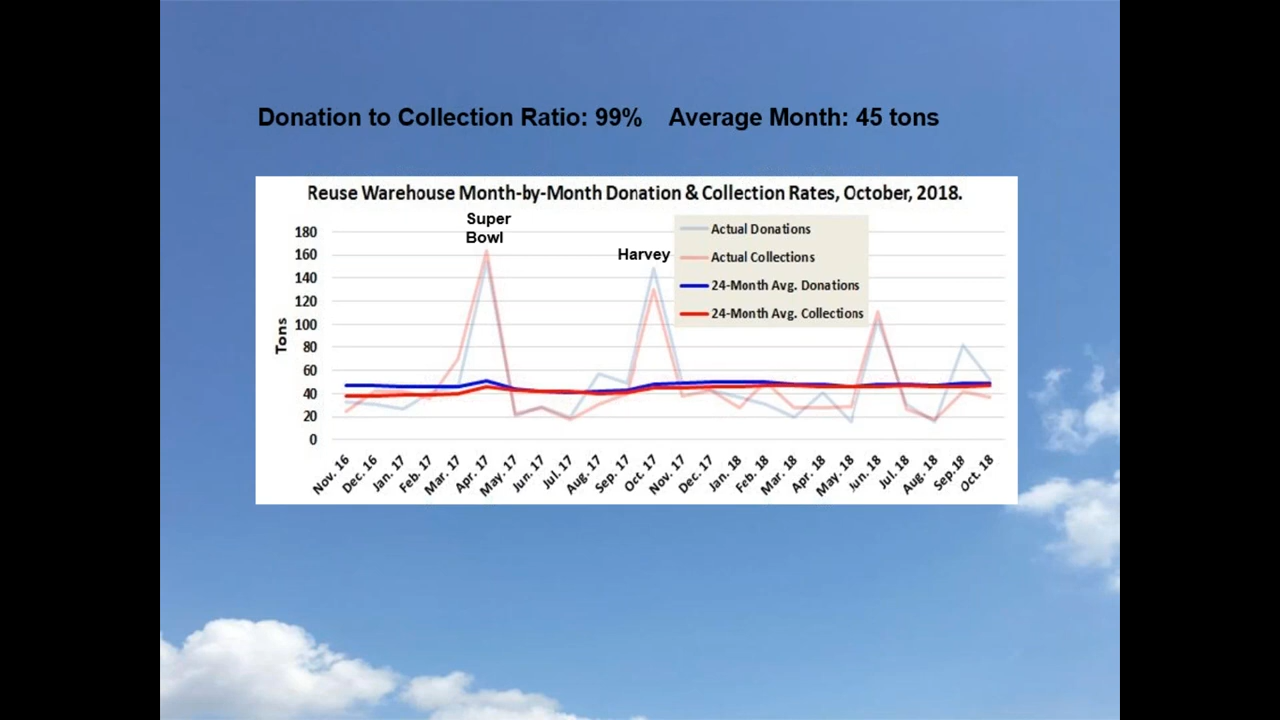 Donation to Collection Ratio: 99% Average Month: 45 tons
Reuse Warehouse Month-by-Month Donation & Collection Rates, October, 2018.
Super
Bowl
Harvey
Actual Donations
Actual Collections
24-Month Avg. Donations
24-Month Avg. Collections
Tons
180
160
140
120
100
80
60
40
20
0
Nov. 16
Dec. 16
Jan. 17
Feb. 17
Mar. 17
Apr. 17
May. 17
Jun. 17
Jul. 17
Aug. 17
Sep. 17
Oct. 17
Nov. 17
Dec. 17
Jan. 18
Feb. 18
Mar. 18
Apr. 18
May. 18
Jun. 18
Jul. 18
Aug. 18
Sep. 18
Oct. 18